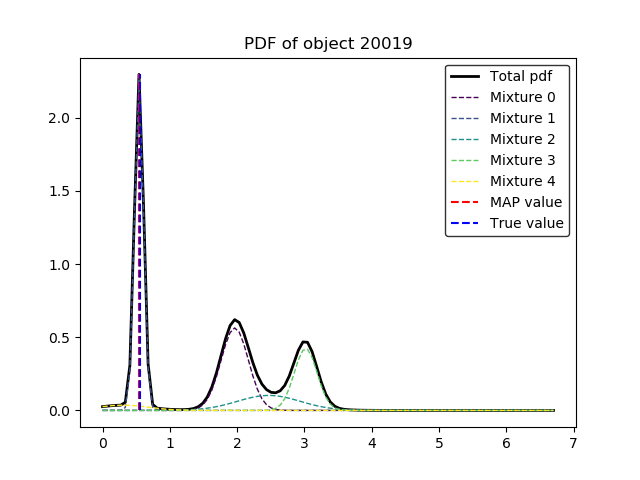 PDF of object 20019
Total pdf
Mixture 0
Mixture 1
Mixture 2
Mixture 3
Mixture 4
MAP value
True value
2.0
1.5
1.0
0.5
0.0
0 1 2 3 4 5 6 7